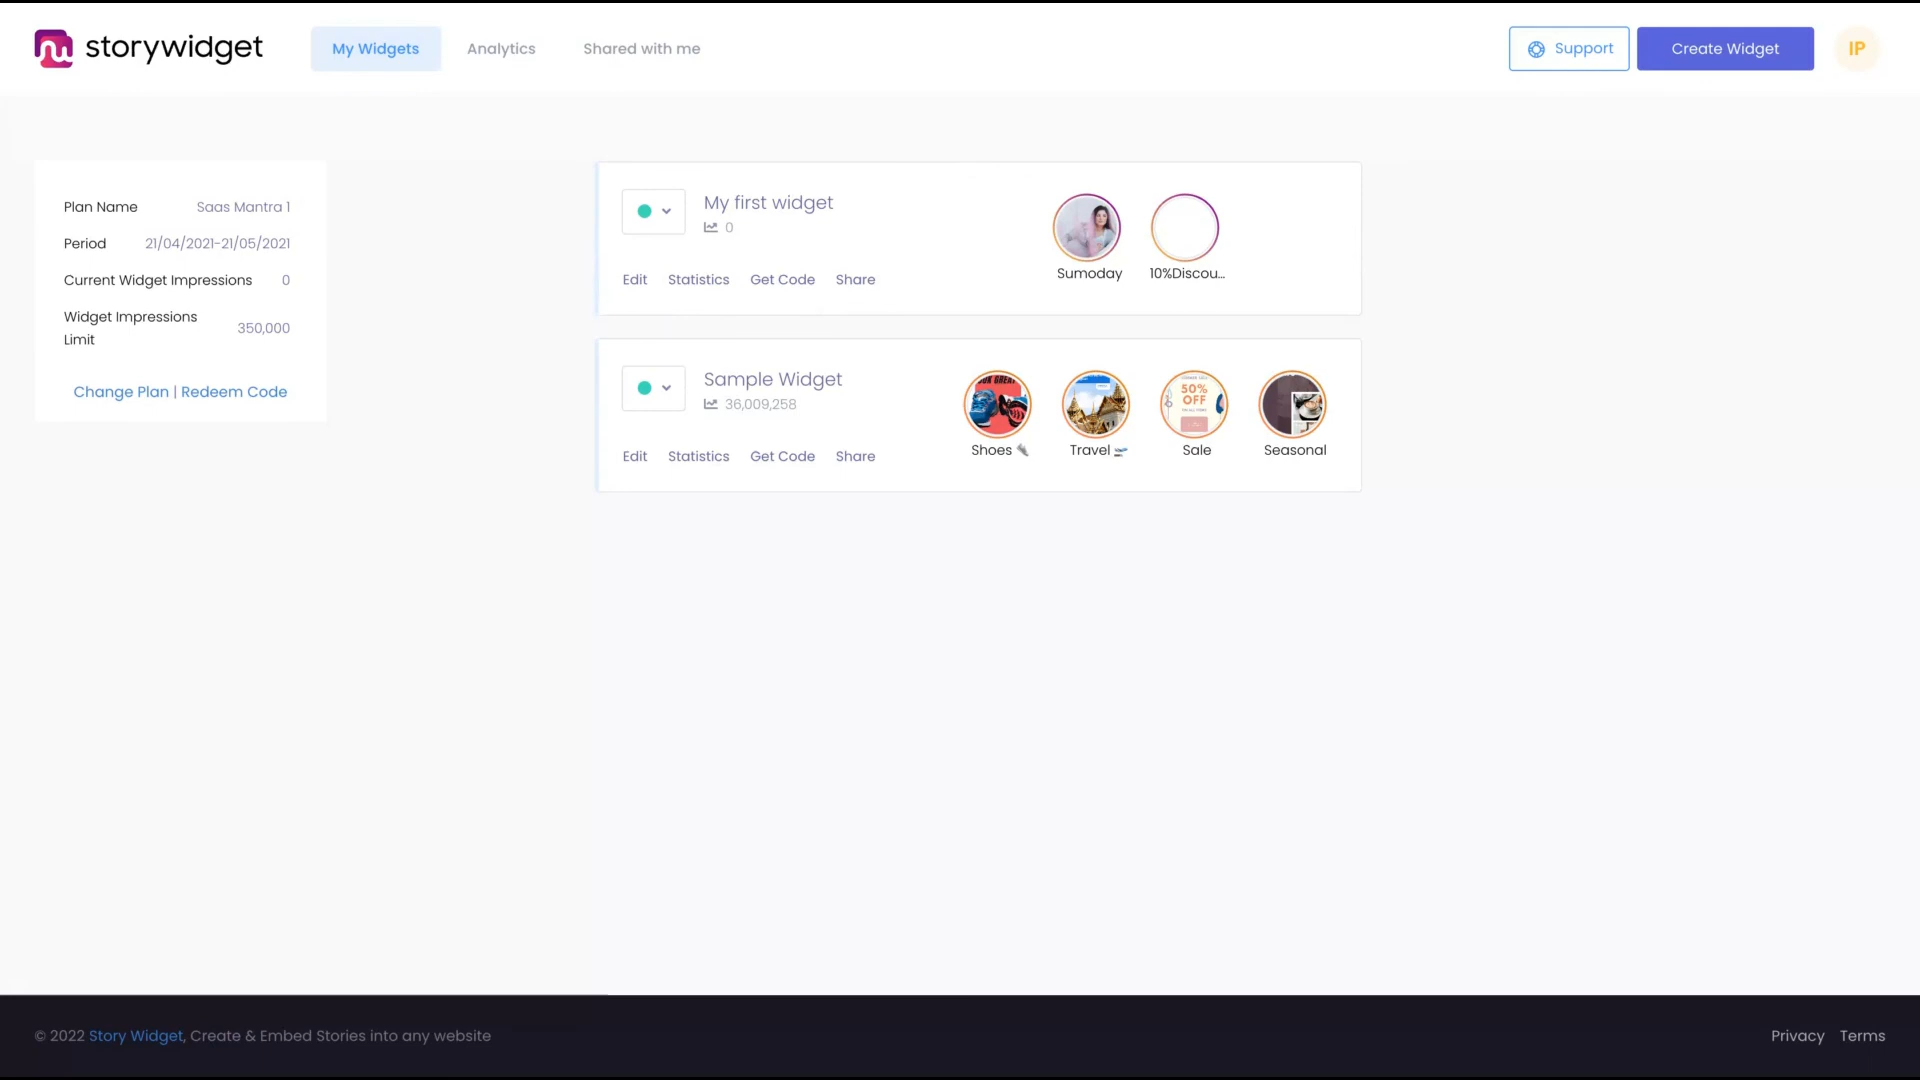 storywidget
My Widgets
Analytics
Shared with me
Support
Create Widget
IP
Plan Name Saas Mantra 1
Period 21/04/2021-21/05/2021
Current Widget Impressions 0
Widget Impressions
Limit
350,000
Change Plan | Redeem Code
My first widget
0
Edit Statistics Get Code Share
Sumoday
10%Discou...
Sample Widget
36,009,258
Edit Statistics Get Code Share
50%
OFF
Shoes
Travel
Sale
Seasonal
© 2022 Story Widget, Create & Embed Stories into any website
Privacy Terms